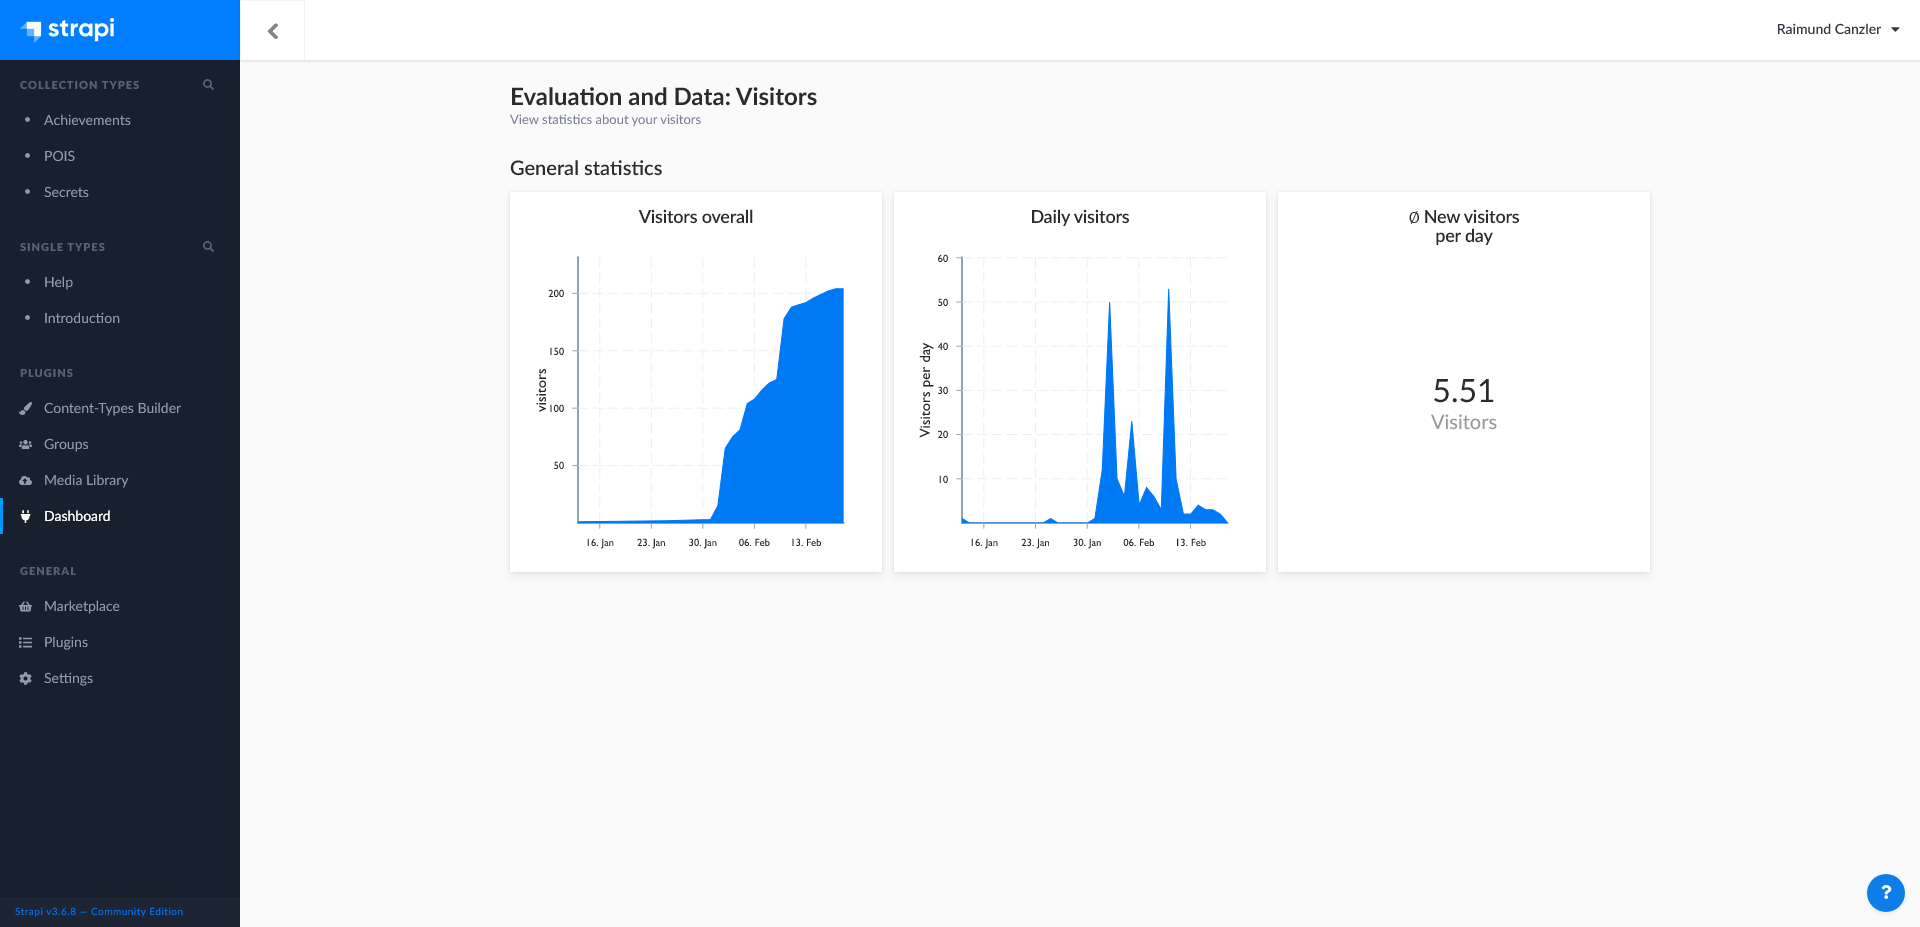 strapi
Raimund Canzler
COLLECTION TYPES
Achievements
POIS
Secrets
SINGLE TYPES
Help
Introduction
PLUGINS
Content-Types Builder
Groups
Media Library
Dashboard
GENERAL
Marketplace
Plugins
Settings
Strapi v3.6.8 — Community Edition
Evaluation and Data: Visitors
View statistics about your visitors
General statistics
Visitors overall
visitors
200
150
100
50
16. Jan 23. Jan 30. Jan 06. Feb 13. Feb
Daily visitors
Visitors per day
60
50
40
30
20
10
16. Jan 23. Jan 30. Jan 06. Feb 13. Feb
Ø New visitors
per day
5.51
Visitors
?